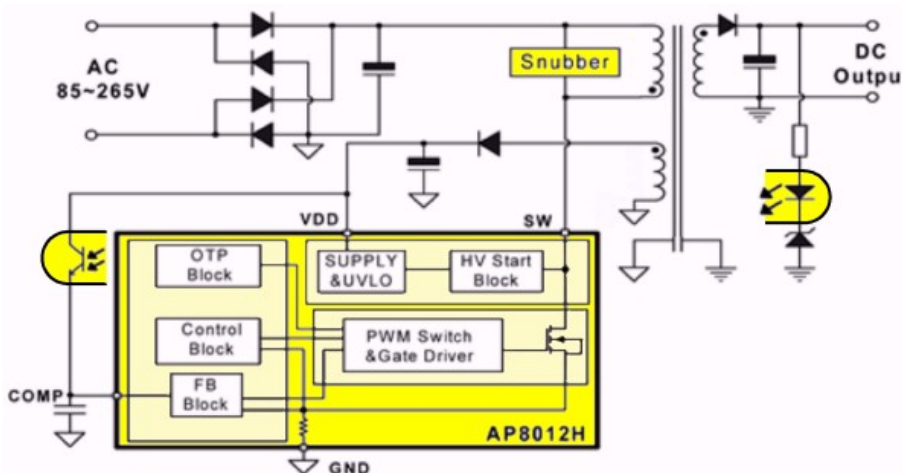 AC
85~265V
Snubber
DC
Outpu
VDD
SW
OTP
Block
SUPPLY
&UVLO
HV Start
Block
Control
Block
PWM Switch
&Gate Driver
FB
Block
COMP
AP8012H
GND